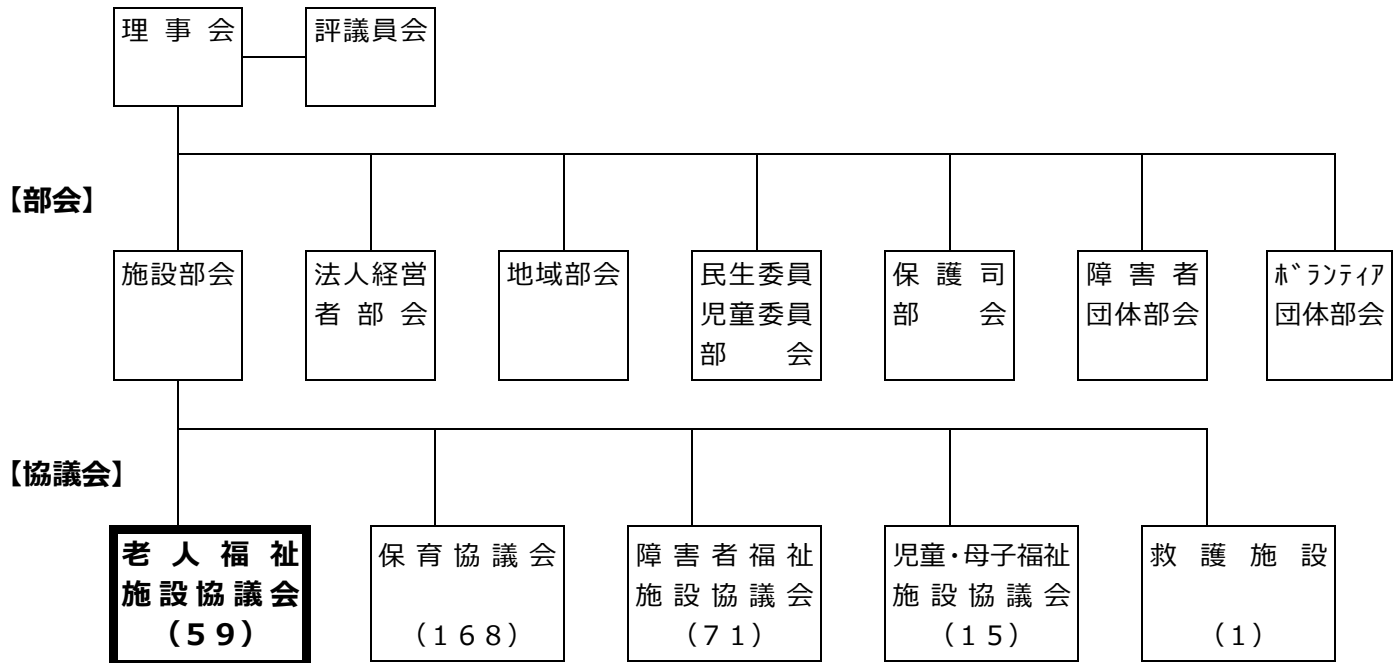 理事会
評議員会
【部会】
施設部会
法人経営
者部会
地域部会
民生委員
児童委員
部会
保護司
部会
障害者
団体部会
ﾎﾞﾗﾝﾃｨｱ
団体部会
【協議会】
老人福祉
施設協議会
（５９）
保育協議会
（１６８）
障害者福祉
施設協議会
（７１）
児童・母子福祉
施設協議会
（１５）
救護施設
（１）